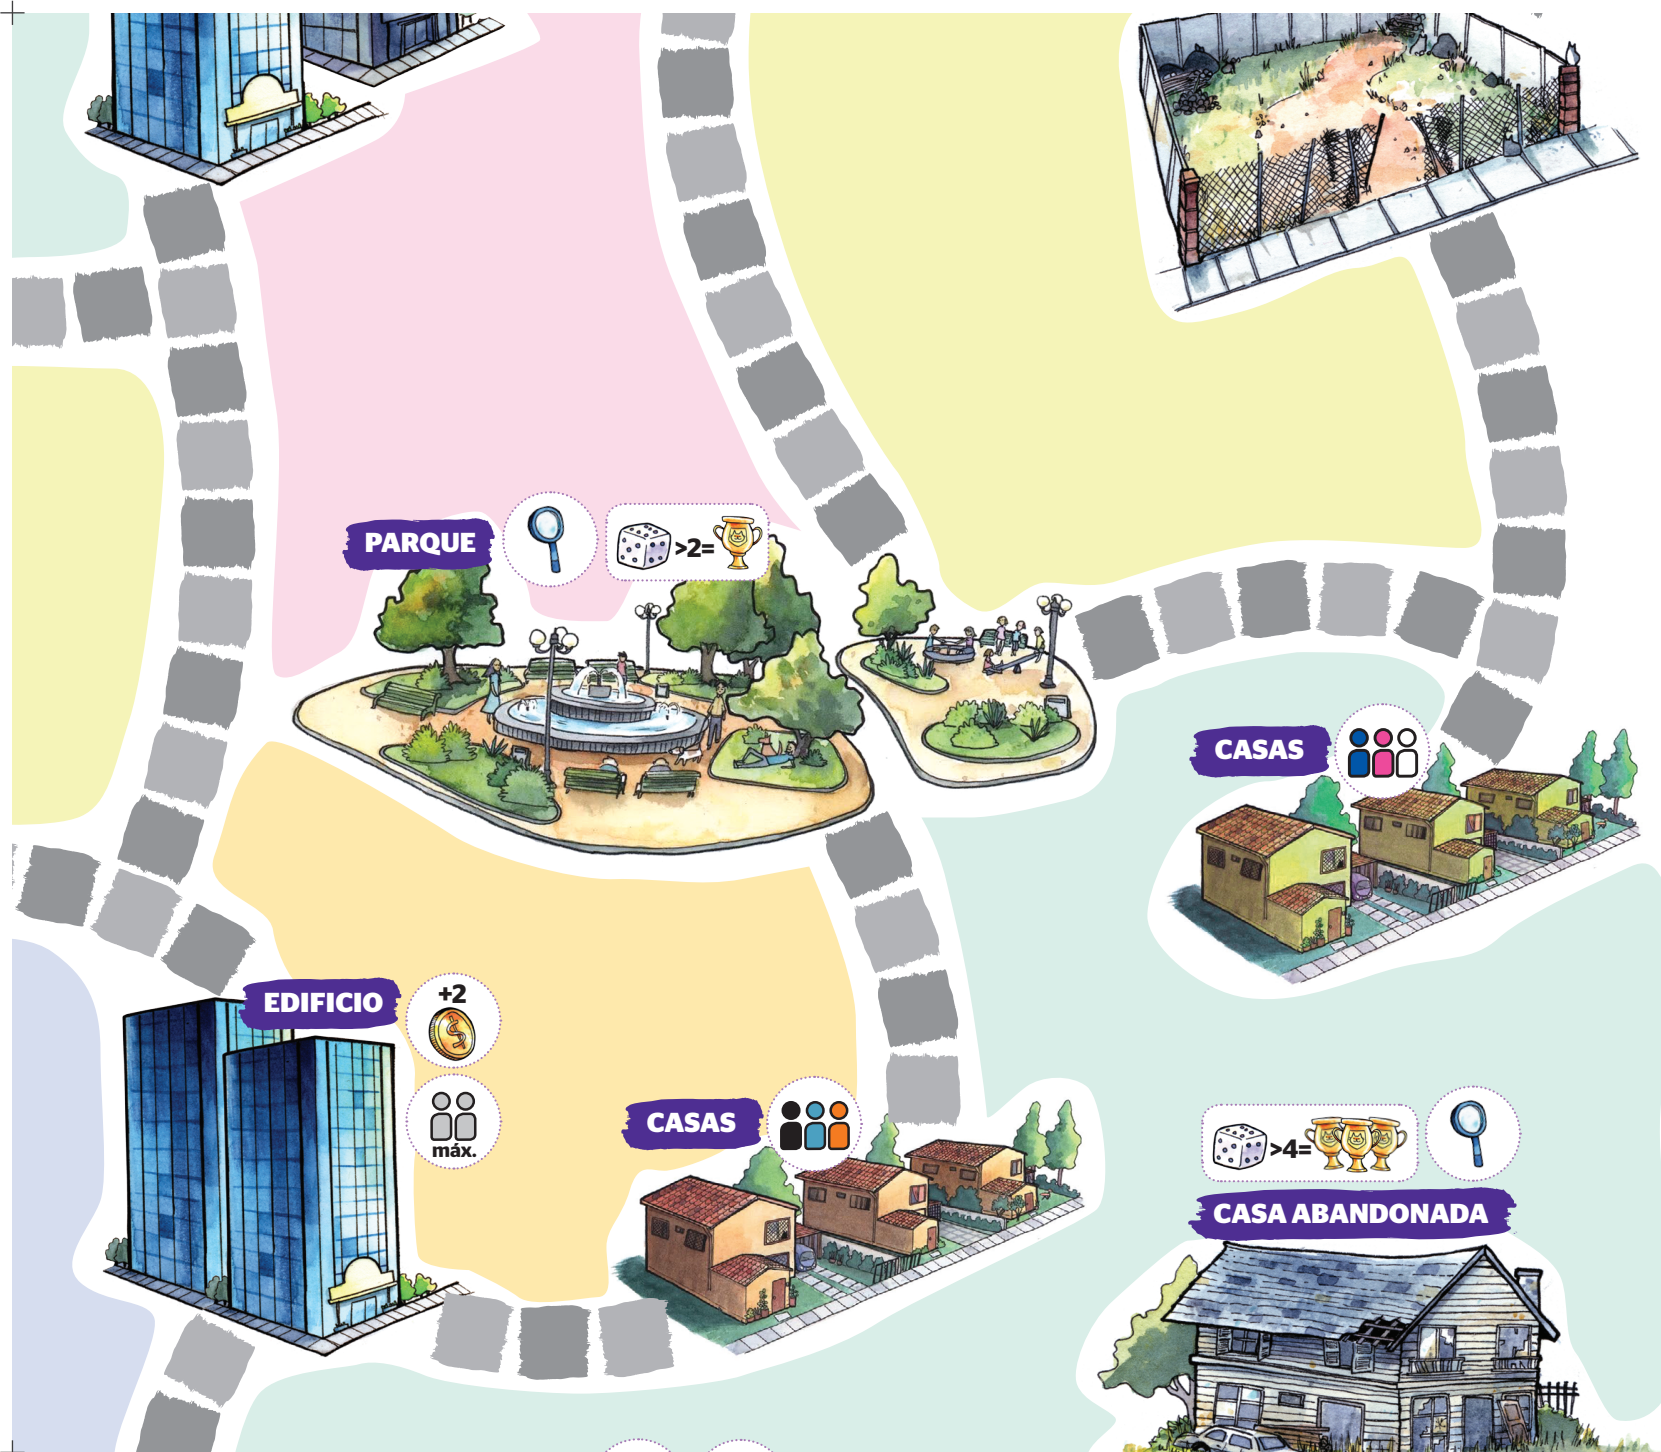 PARQUE
>2=
CASAS
EDIFICIO
+2
$
máx.
CASAS
>4=
CASA ABANDONADA